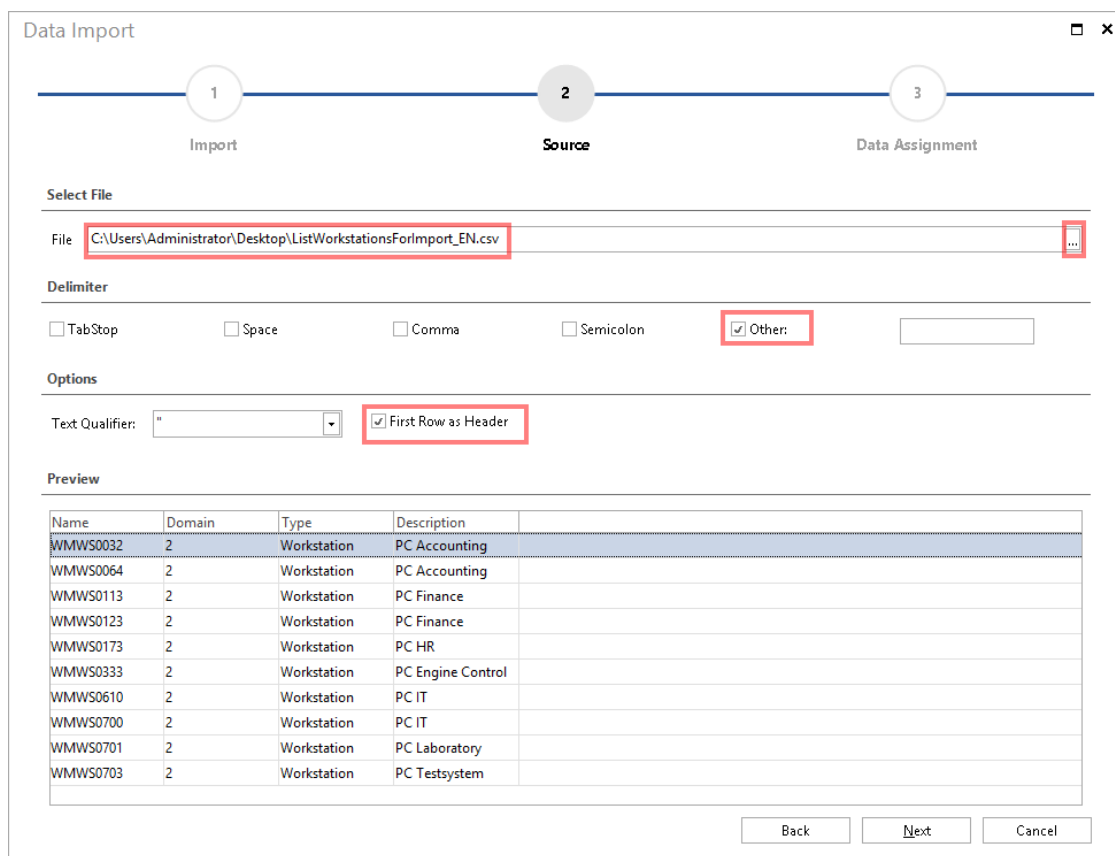 Data Import
1 2 3
Import Source Data Assignment
Select File
File C:\Users\Administrator\Desktop\ListWorkstationsForImport_EN.csv ...
Delimiter
TabStop Space Comma Semicolon Other:
Options
Text Qualifier: " First Row as Header
Preview
Name Domain Type Description
WMWS0032 2 Workstation PC Accounting
WMWS0064 2 Workstation PC Accounting
WMWS0113 2 Workstation PC Finance
WMWS0123 2 Workstation PC Finance
WMWS0173 2 Workstation PC HR
WMWS0333 2 Workstation PC Engine Control
WMWS0610 2 Workstation PC IT
WMWS0700 2 Workstation PC IT
WMWS0701 2 Workstation PC Laboratory
WMWS0703 2 Workstation PC Testsystem
Back Next Cancel